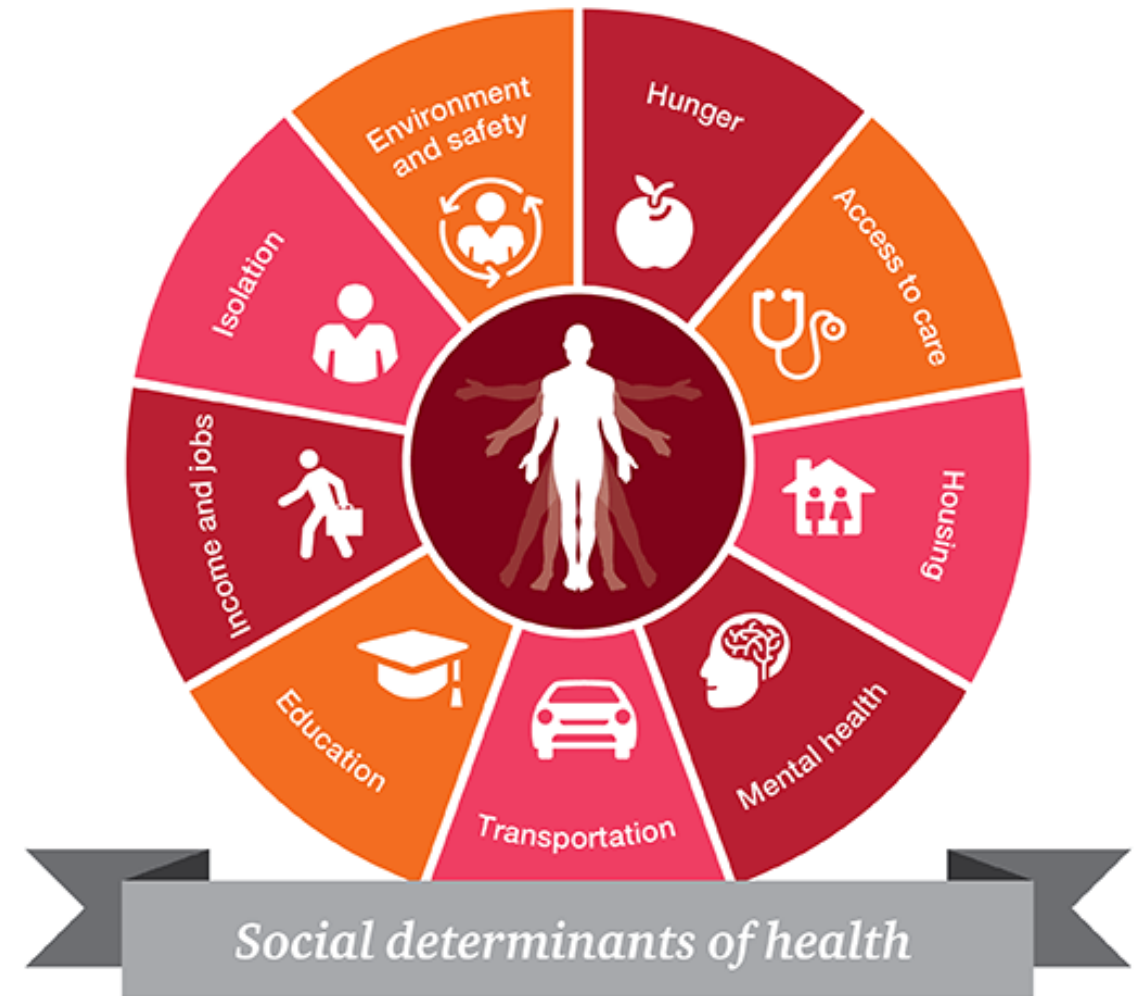 Hunger
Access to care
Housing
Mental health
Transportation
Education
Income and jobs
Isolation
Environment
and safety
Social determinants of health